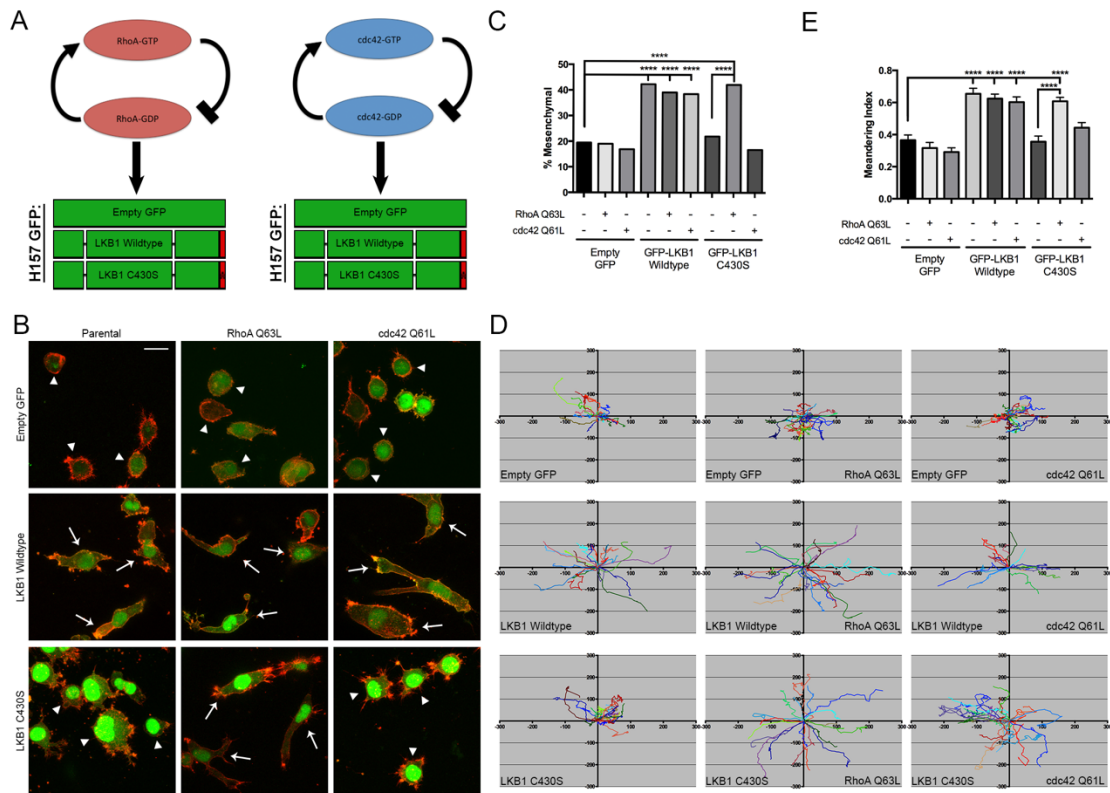 A
RhoA-GTP
RhoA-GDP
cdc42-GTP
cdc42-GDP
H157 GFP:
Empty GFP
LKB1 Wildtype
LKB1 C430S
H157 GFP:
Empty GFP
LKB1 Wildtype
LKB1 C430S
C
% Mesenchymal
50
40
30
20
10
0
****
**** **** **** ****
RhoA Q63L - + - - + - - + -
cdc42 Q61L - - + - - + - - +
Empty GFP-LKB1 GFP-LKB1
GFP Wildtype C430S
E
Meandering Index
0.8
0.6
0.4
0.2
0.0
**** **** **** ****
****
RhoA Q63L - + - - + - - + -
cdc42 Q61L - - + - - + - - +
Empty GFP-LKB1 GFP-LKB1
GFP Wildtype C430S
B
Parental RhoA Q63L cdc42 Q61L
Empty GFP
LKB1 Wildtype
LKB1 C430S
D
Empty GFP
Empty GFP RhoA Q63L
Empty GFP cdc42 Q61L
LKB1 Wildtype
LKB1 Wildtype RhoA Q63L
LKB1 Wildtype cdc42 Q61L
LKB1 C430S
LKB1 C430S RhoA Q63L
LKB1 C430S cdc42 Q61L